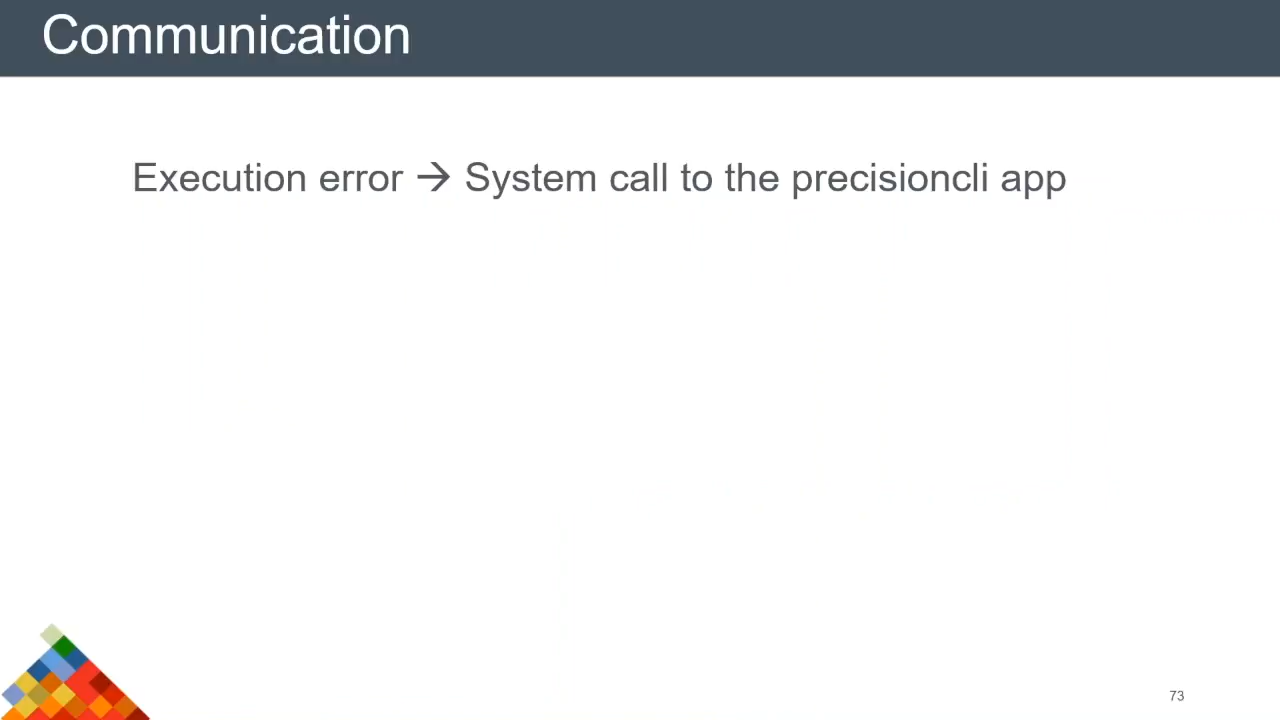 Communication
Execution error → System call to the precisioncli app
73